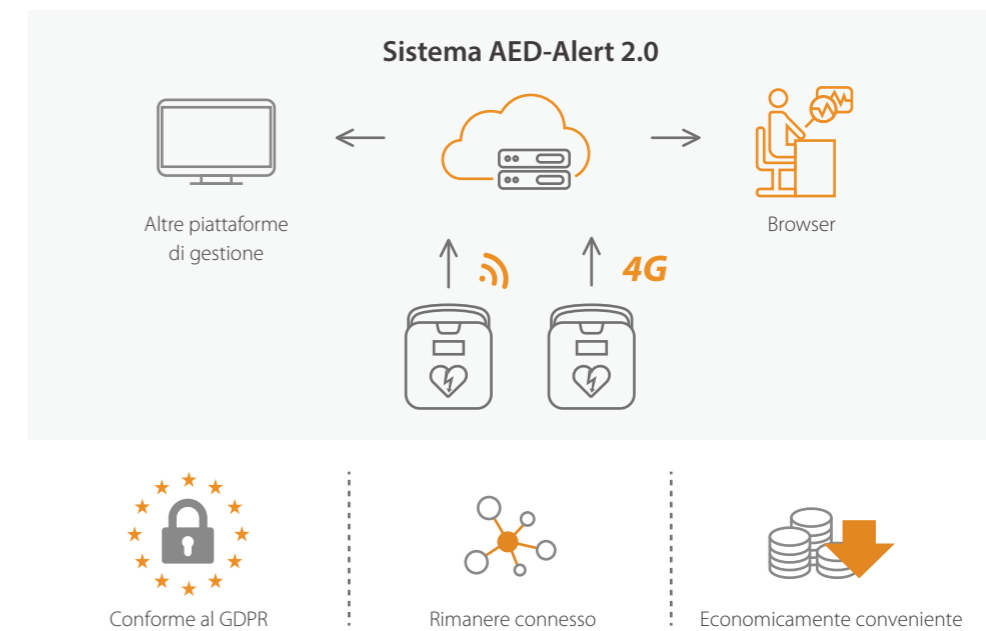 Sistema AED-Alert 2.0
Altre piattaforme
di gestione
Browser
4G
Conforme al GDPR
Rimanere connesso
Economicamente conveniente